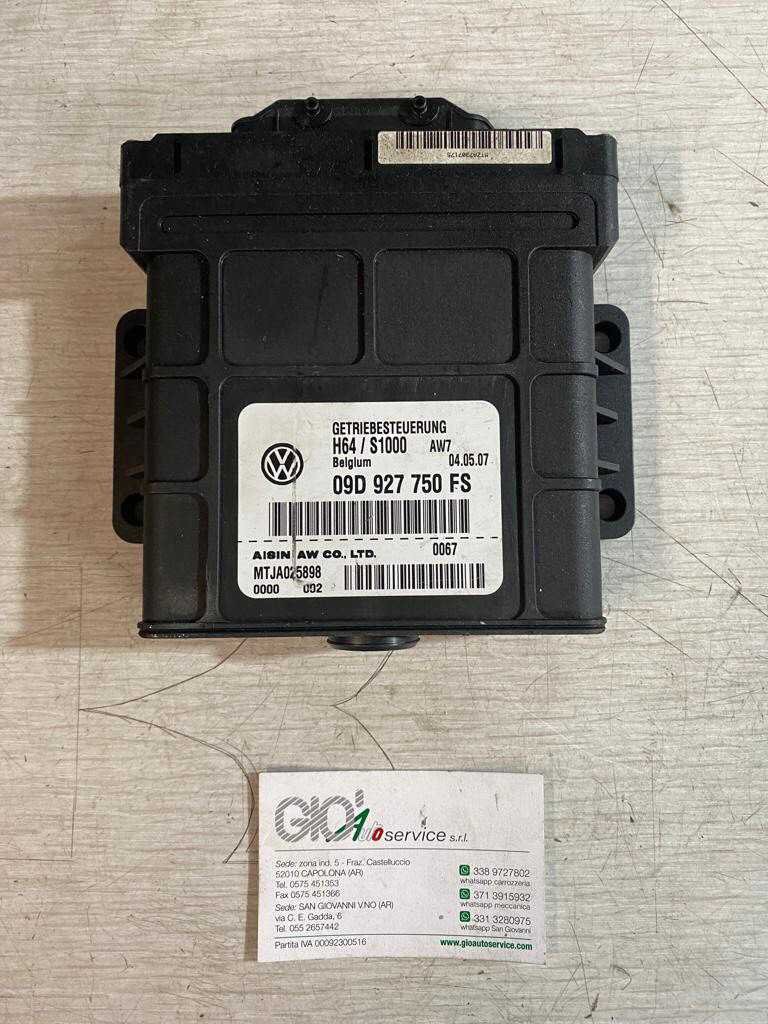 MTZA7307175
GETRIEBESTEUERUNG
H64 / S1000 AW7
Belgium 04.05.07
09D 927 750 FS
AISIN AW CO., LTD. 0067
MTJA025898
0000 002
GIO'Autoservice s.r.l.
Sede: zona ind. 5 - Fraz. Castelluccio
52010 CAPOLONA (AR)
Tel. 0575 451353
Fax 0575 451366
Sede: SAN GIOVANNI V.NO (AR)
via C. E. Gadda, 6
Tel. 055 2657442
Partita IVA 00092300516
338 9727802
whatsapp carrozzeria
371 3915932
whatsapp meccanica
331 3280975
whatsapp San Giovanni
www.gioautoservice.com